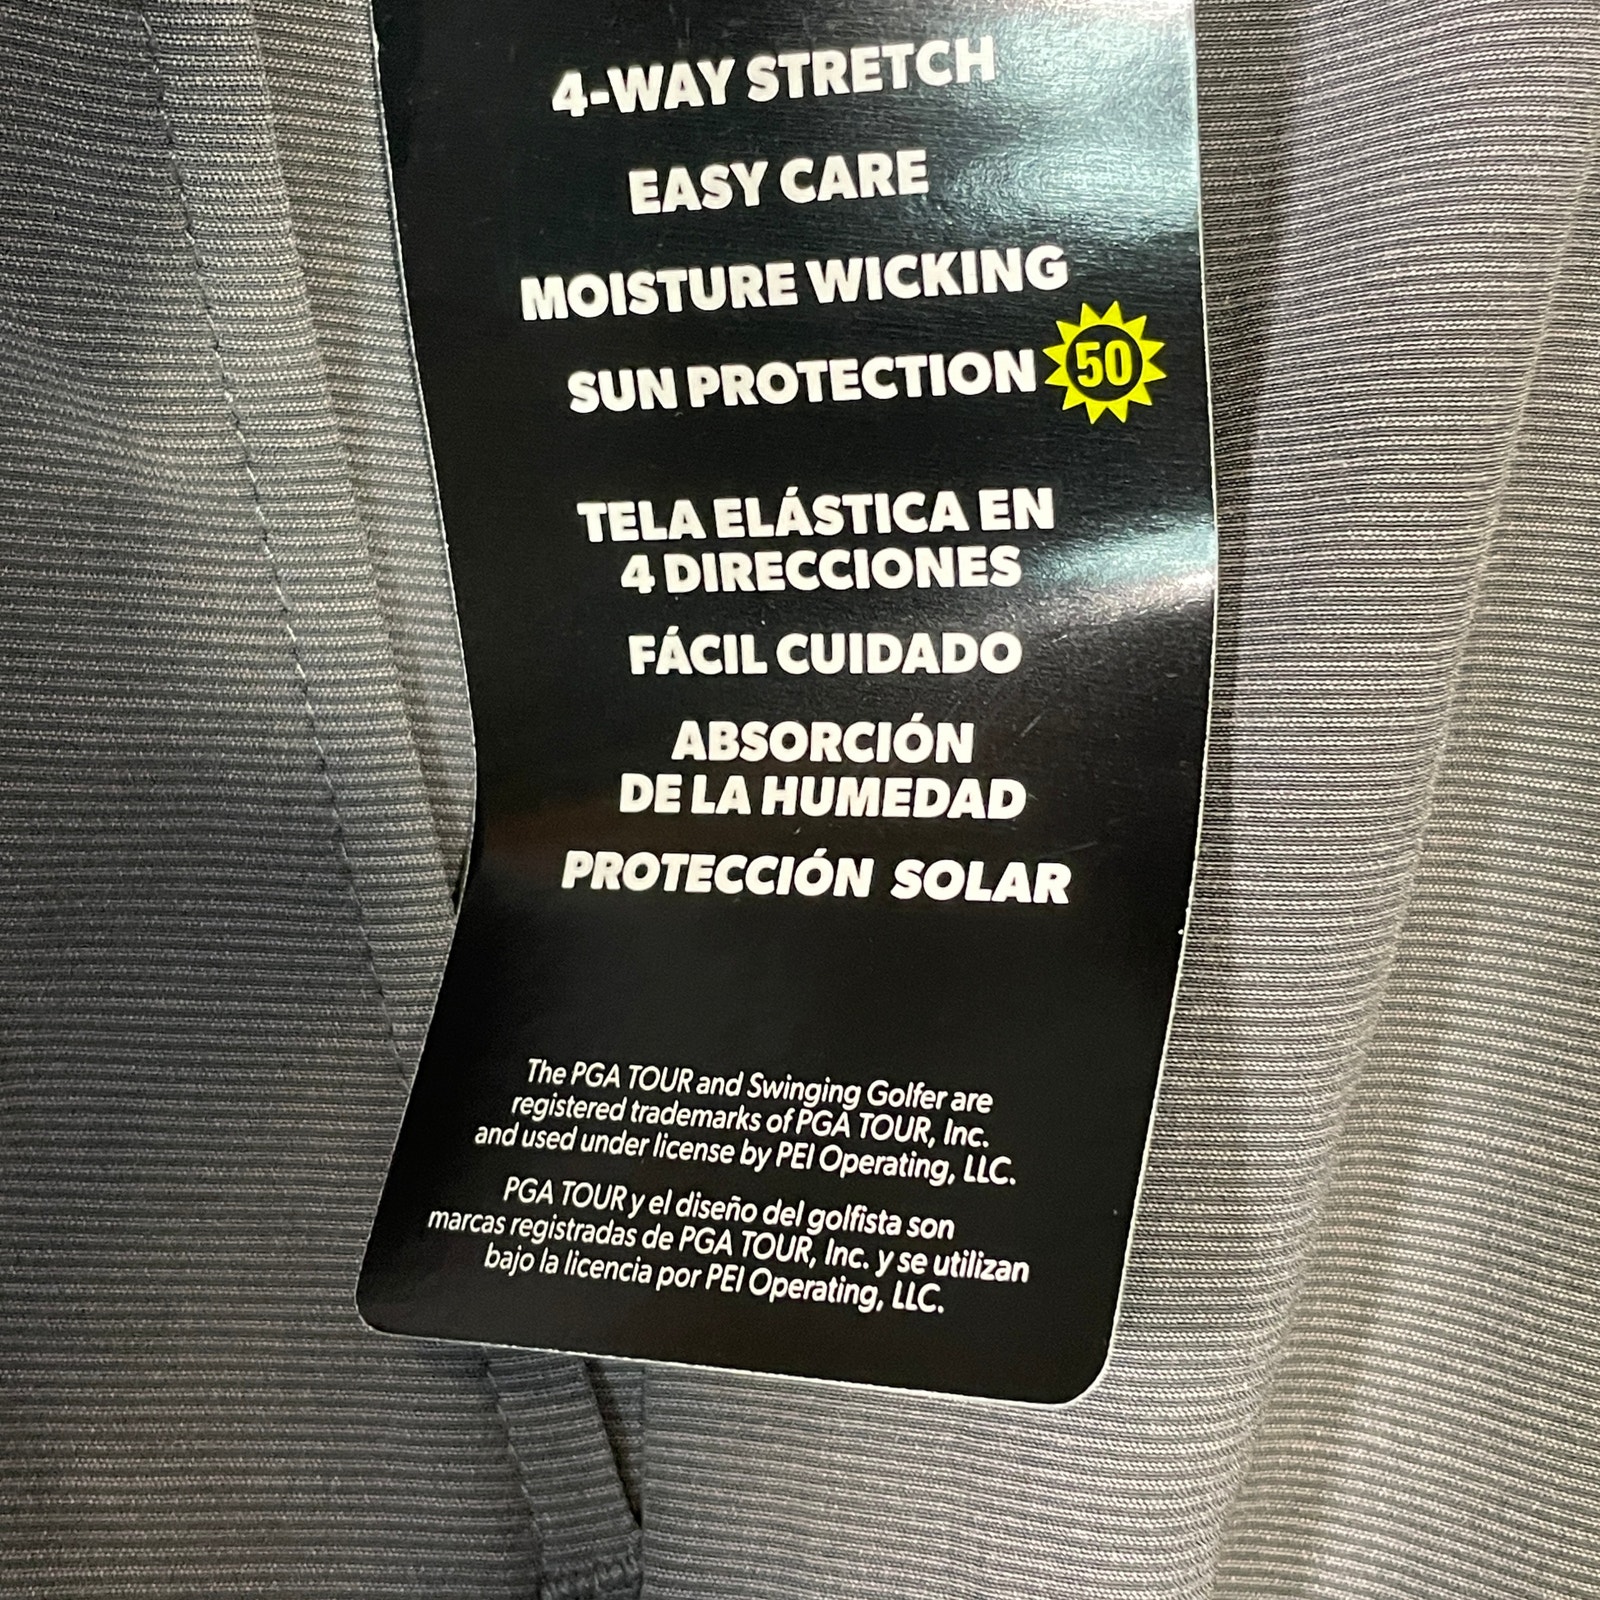 4-WAY STRETCH
EASY CARE
MOISTURE WICKING
SUN PROTECTION 50
TELA ELÁSTICA EN
4 DIRECCIONES
FÁCIL CUIDADO
ABSORCIÓN
DE LA HUMEDAD
PROTECCIÓN SOLAR
The PGA TOUR and Swinging Golfer are
registered trademarks of PGA TOUR, Inc.
and used under license by PEI Operating, LLC.
PGA TOUR y el diseño del golfista son
marcas registradas de PGA TOUR, Inc. y se utilizan
bajo la licencia por PEI Operating, LLC.